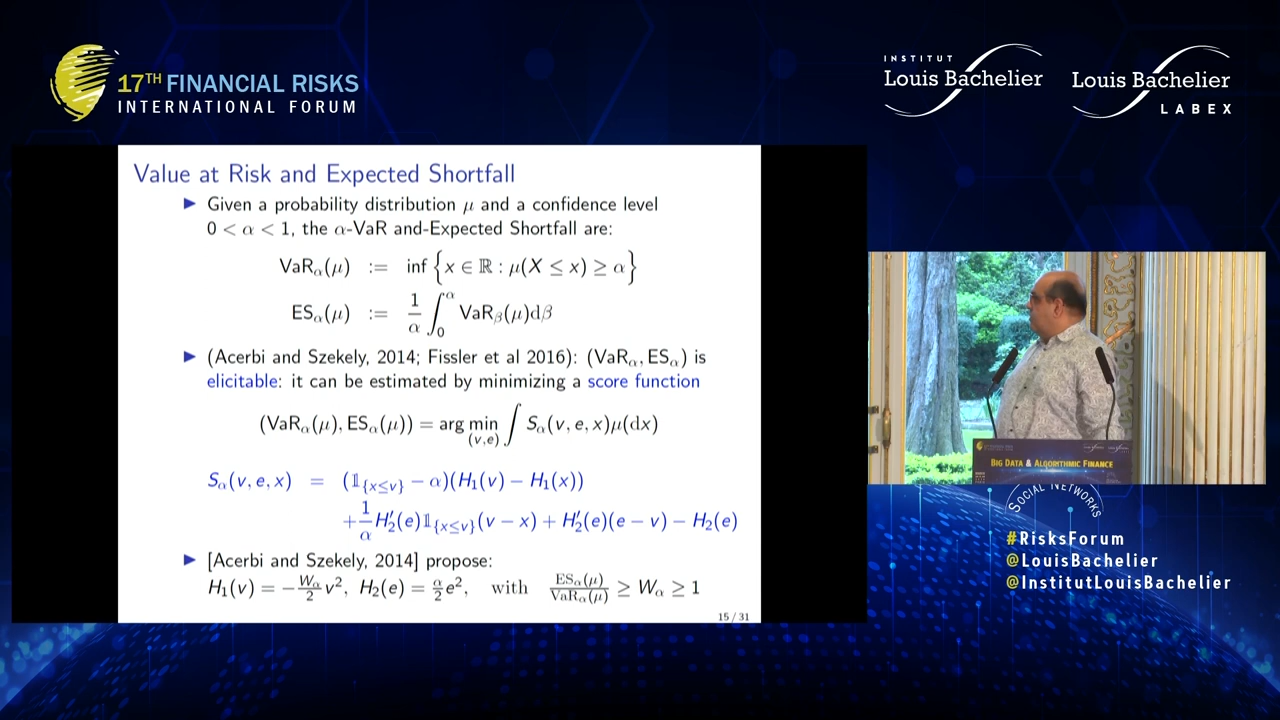 17TH FINANCIAL RISKS
INTERNATIONAL FORUM
INSTITUT
Louis Bachelier
Louis Bachelier
LABEX
Value at Risk and Expected Shortfall
▶ Given a probability distribution μ and a confidence level
0 < α < 1, the α-VaR and-Expected Shortfall are:
VaRα(μ) := inf {x ∈ ℝ : μ(X ≤ x) ≥ α}
ESα(μ) := 1/α ∫₀^α VaRβ(μ)dβ
▶ (Acerbi and Szekely, 2014; Fissler et al 2016): (VaRα, ESα) is
elicitable: it can be estimated by minimizing a score function
(VaRα(μ), ESα(μ)) = arg min(v,e) ∫ Sα(v, e, x)μ(dx)
Sα(v, e, x) = (𝟙{x≤v} − α)(H₁(v) − H₁(x))
+ 1/α H₂′(e)𝟙{x≤v}(v − x) + H₂′(e)(e − v) − H₂(e)
▶ [Acerbi and Szekely, 2014] propose:
H₁(v) = −Wα/2 v², H₂(e) = α/2 e², with ESα(μ)/VaRα(μ) ≥ Wα ≥ 1
15 / 31
BIG DATA & ALGORITHMIC FINANCE
SOCIAL NETWORKS
#RisksForum
@LouisBachelier
@InstitutLouisBachelier